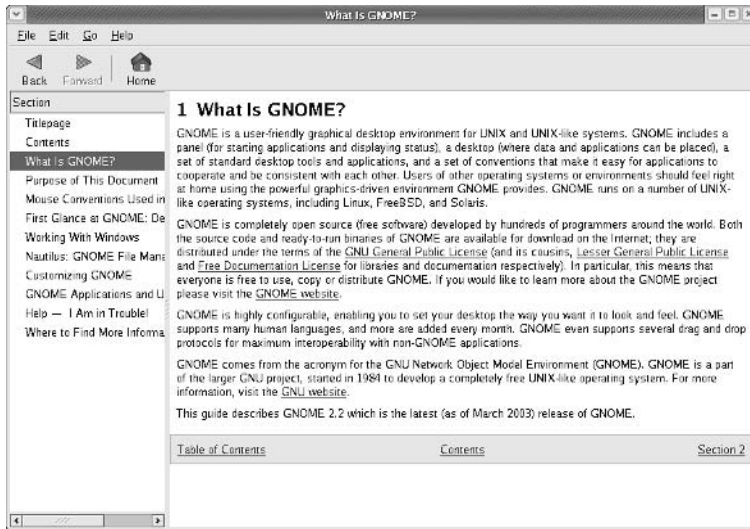 What Is GNOME?
File Edit Go Help
Back Forward Home
Section
Titlepage
Contents
What Is GNOME?
Purpose of This Document
Mouse Conventions Used in
First Glance at GNOME: De
Working With Windows
Nautilus: GNOME File Mana
Customizing GNOME
GNOME Applications and U
Help — I Am in Trouble!
Where to Find More Informa
1 What Is GNOME?
GNOME is a user-friendly graphical desktop environment for UNIX and UNIX-like systems. GNOME includes a
panel (for starting applications and displaying status), a desktop (where data and applications can be placed), a
set of standard desktop tools and applications, and a set of conventions that make it easy for applications to
cooperate and be consistent with each other. Users of other operating systems or environments should feel right
at home using the powerful graphics-driven environment GNOME provides. GNOME runs on a number of UNIX-
like operating systems, including Linux, FreeBSD, and Solaris.
GNOME is completely open source (free software) developed by hundreds of programmers around the world. Both
the source code and ready-to-run binaries of GNOME are available for download on the Internet; they are
distributed under the terms of the GNU General Public License (and its cousins, Lesser General Public License
and Free Documentation License for libraries and documentation respectively). In particular, this means that
everyone is free to use, copy or distribute GNOME. If you would like to learn more about the GNOME project
please visit the GNOME website.
GNOME is highly configurable, enabling you to set your desktop the way you want it to look and feel. GNOME
supports many human languages, and more are added every month. GNOME even supports several drag and drop
protocols for maximum interoperability with non-GNOME applications.
GNOME comes from the acronym for the GNU Network Object Model Environment (GNOME). GNOME is a part
of the larger GNU project, started in 1984 to develop a completely free UNIX-like operating system. For more
information, visit the GNU website.
This guide describes GNOME 2.2 which is the latest (as of March 2003) release of GNOME.
Table of Contents Contents Section 2